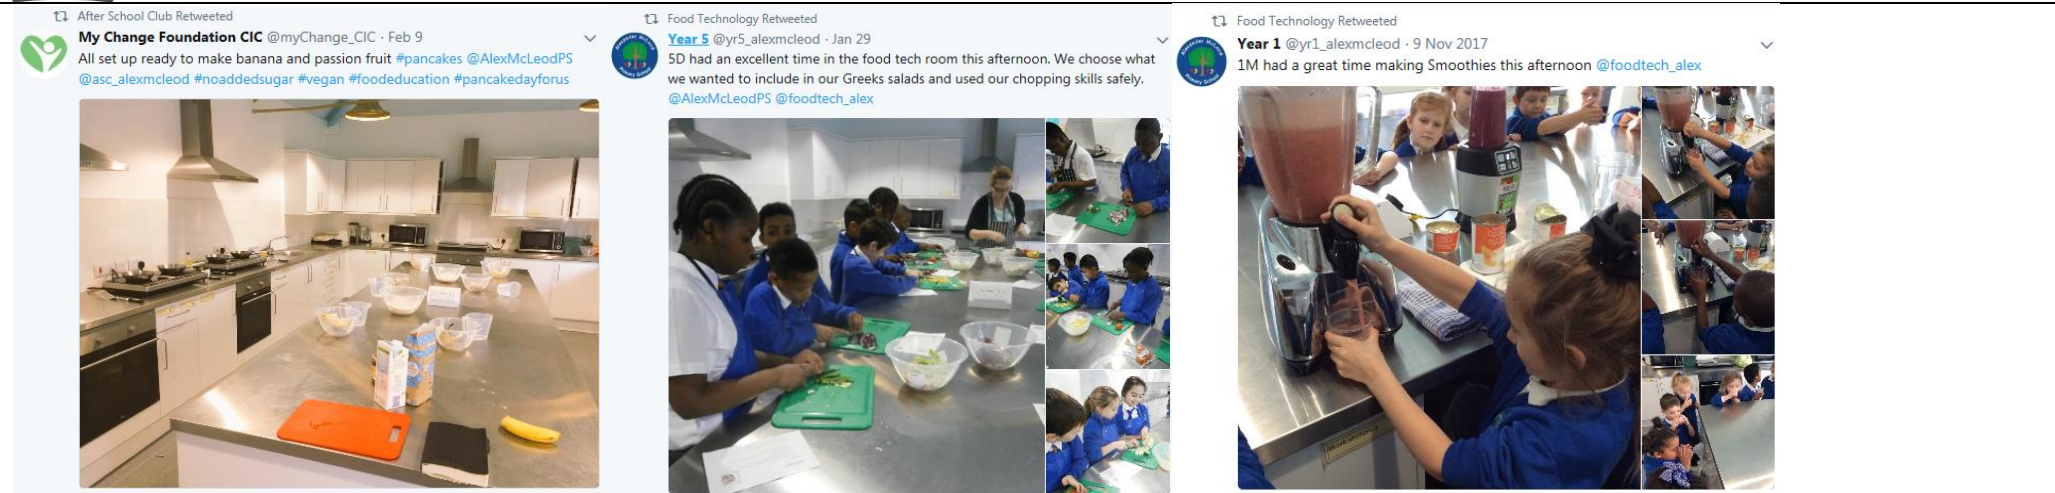 After School Club Retweeted
My Change Foundation CIC @myChange_CIC · Feb 9
All set up ready to make banana and passion fruit #pancakes @AlexMcLeodPS
@asc_alexmcleod #noaddedsugar #vegan #foodeducation #pancakedayforus
Food Technology Retweeted
Year 5 @yr5_alexmcleod · Jan 29
5D had an excellent time in the food tech room this afternoon. We choose what
we wanted to include in our Greeks salads and used our chopping skills safely.
@AlexMcLeodPS @foodtech_alex
Food Technology Retweeted
Year 1 @yr1_alexmcleod · 9 Nov 2017
1M had a great time making Smoothies this afternoon @foodtech_alex